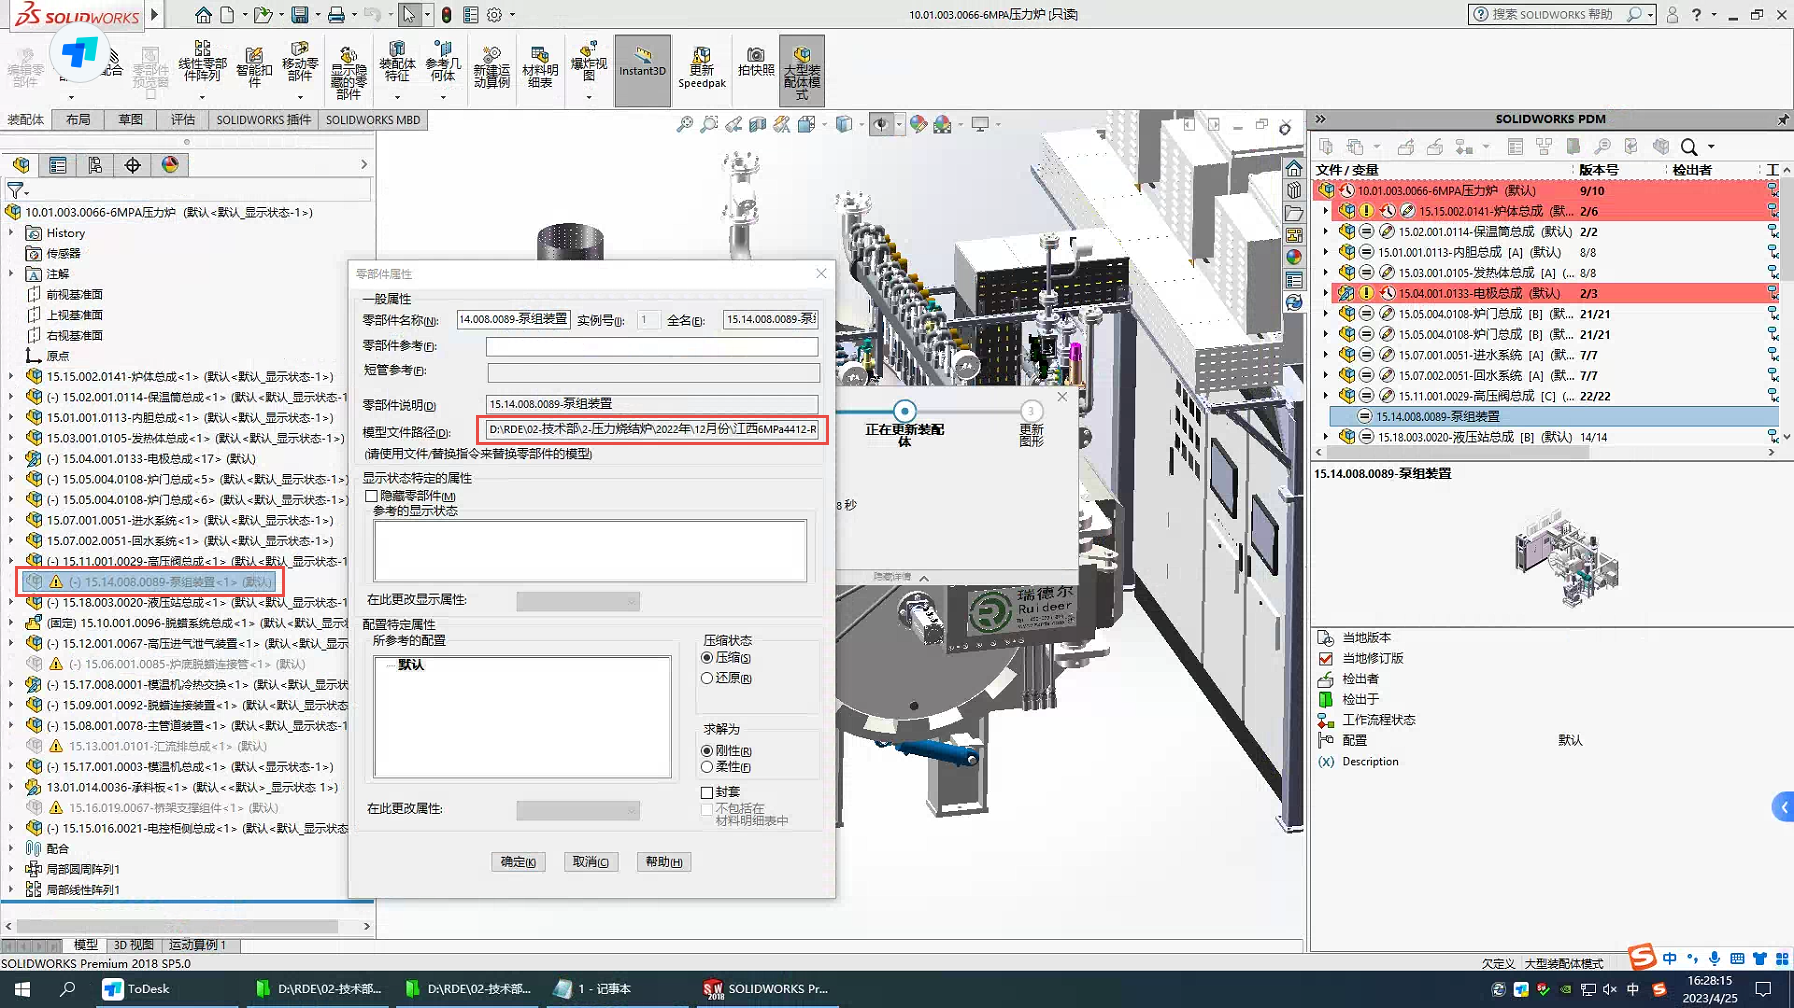 SOLIDWORKS
10.01.003.0066-6MPA压力炉 [只读]
搜索 SOLIDWORKS 帮助
编辑零部件
配合
零部件预览窗口
线性零部件阵列
智能扣件
移动零部件
显示隐藏的零部件
装配体特征
参考几何体
新建运动算例
材料明细表
爆炸视图
Instant3D
更新 Speedpak
拍快照
大型装配体模式
装配体
布局
草图
评估
SOLIDWORKS 插件
SOLIDWORKS MBD
10.01.003.0066-6MPA压力炉 (默认<默认_显示状态-1>)
History
传感器
注解
前视基准面
上视基准面
右视基准面
原点
15.15.002.0141-炉体总成<1> (默认<默认_显示状态-1>)
(-) 15.02.001.0114-保温筒总成<1> (默认<默认_显示状态-1
15.01.001.0113-内胆总成<1> (默认<默认_显示状态-1>)
15.03.001.0105-发热体总成<1> (默认<默认_显示状态-1>)
(-) 15.04.001.0133-电极总成<17> (默认)
(-) 15.05.004.0108-炉门总成<5> (默认<默认_显示状态-1>)
(-) 15.05.004.0108-炉门总成<6> (默认<默认_显示状态-1>)
15.07.001.0051-进水系统<1> (默认<默认_显示状态-1>)
15.07.002.0051-回水系统<1> (默认<默认_显示状态-1>)
(-) 15.11.001.0029-高压阀总成<1> (默认<默认_显示状态-1
(-) 15.14.008.0089-泵组装置<1> (默认)
(-) 15.18.003.0020-液压站总成<1> (默认<默认_显示状态-1
(固定) 15.10.001.0096-脱蜡系统总成<1> (默认<默认_显示
(-) 15.12.001.0067-高压进气泄气装置<1> (默认<默认_显示
(-) 15.06.001.0085-炉底脱蜡连接管<1> (默认)
(-) 15.17.008.0001-模温机冷热交换<1> (默认<默认_显示状
(-) 15.09.001.0092-脱蜡连接装置<1> (默认<默认_显示状态
(-) 15.08.001.0078-主管道装置<1> (默认<默认_显示状态-1
15.13.001.0101-汇流排总成<1> (默认)
(-) 15.17.001.0003-模温机总成<1> (默认<默认_显示状态-1>)
13.01.014.0036-承料板<1> (默认<<默认>_显示状态 1>)
15.16.019.0067-桥架支撑组件<1> (默认)
(-) 15.15.016.0021-电控柜侧总成<1> (默认<默认_显示状态
配合
局部圆周阵列1
局部线性阵列1
模型
3D 视图
运动算例 1
SOLIDWORKS Premium 2018 SP5.0
零部件属性
一般属性
零部件名称(N):
14.008.0089-泵组装置
实例号(I):
1
全名(E):
15.14.008.0089-泵
零部件参考(F):
短管参考(F):
零部件说明(D)
15.14.008.0089-泵组装置
模型文件路径(D):
D:\RDE\02-技术部\2-压力烧结炉\2022年\12月份\江西6MPa4412-R
(请使用文件/替换指令来替换零部件的模型)
显示状态特定的属性
隐藏零部件(M)
参考的显示状态
在此更改显示属性:
配置特定属性
所参考的配置
默认
在此更改属性:
压缩状态
压缩(S)
还原(R)
求解为
刚性(R)
柔性(F)
封套
不包括在材料明细表中
确定(K)
取消(C)
帮助(H)
正在更新装配体
3
更新图形
8 秒
隐藏详情
瑞德尔
Ruideer
SOLIDWORKS PDM
文件 / 变量
版本号
检出者
工
10.01.003.0066-6MPA压力炉 (默认) 9/10
15.15.002.0141-炉体总成 (默... 2/6
15.02.001.0114-保温筒总成 (默认) 2/2
15.01.001.0113-内胆总成 [A] (默认) 8/8
15.03.001.0105-发热体总成 [A] (... 8/8
15.04.001.0133-电极总成 (默认) 2/3
15.05.004.0108-炉门总成 [B] (默认) 21/21
15.05.004.0108-炉门总成 [B] (默认) 21/21
15.07.001.0051-进水系统 [A] (默认) 7/7
15.07.002.0051-回水系统 [A] (默认) 7/7
15.11.001.0029-高压阀总成 [C] (... 22/22
15.14.008.0089-泵组装置
15.18.003.0020-液压站总成 [B] (默认) 14/14
15.14.008.0089-泵组装置
当地版本
当地修订版
检出者
检出于
工作流程状态
配置
默认
Description
欠定义
大型装配体模式
中
ToDesk
D:\RDE\02-技术部...
D:\RDE\02-技术部...
1 - 记事本
SOLIDWORKS Pr...
中
16:28:15
2023/4/25